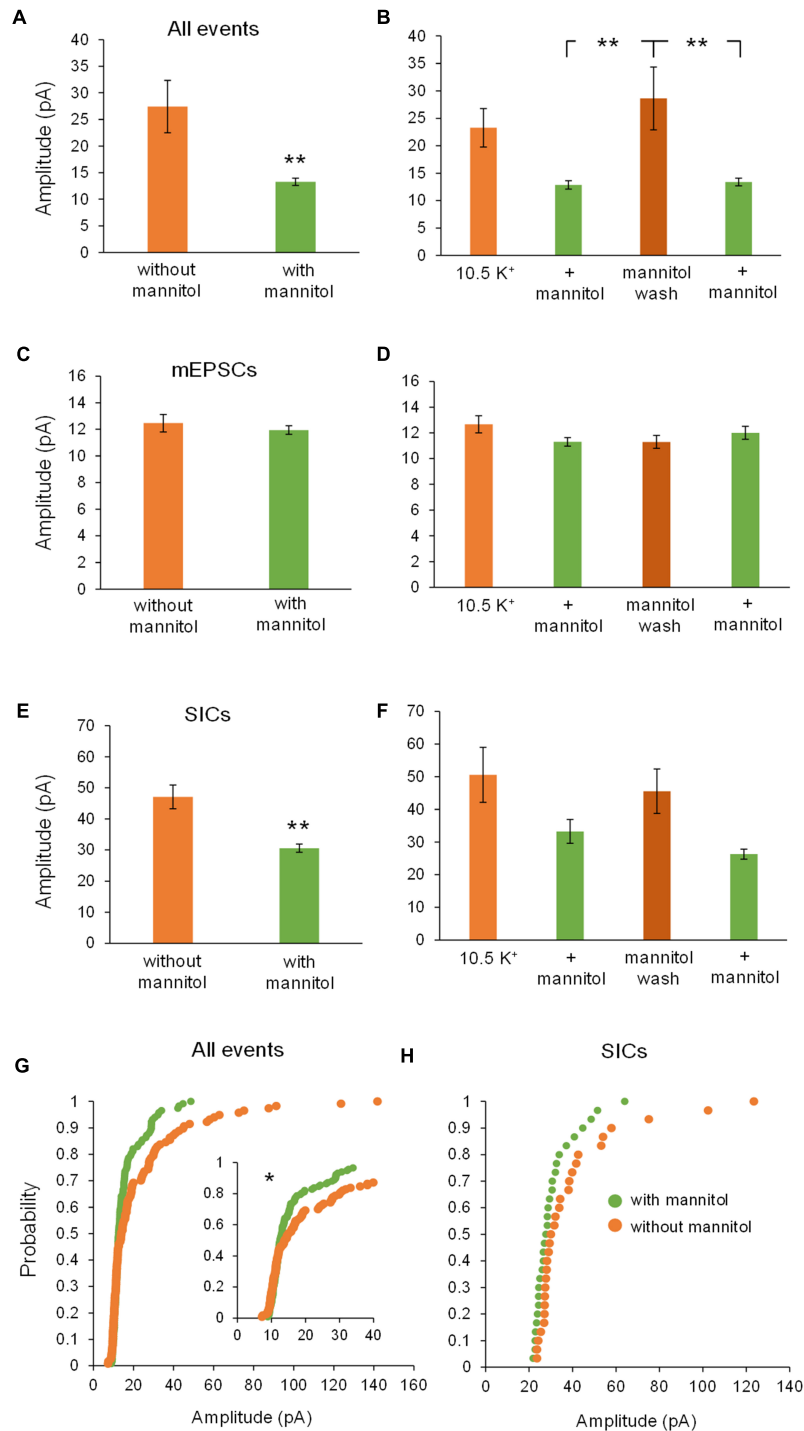 A
All events
Amplitude (pA)
40
35
30
25
20
15
10
5
0
**
without mannitol
with mannitol
B
40
35
30
25
20
15
10
5
0
** **
10.5 K⁺
+ mannitol
mannitol wash
+ mannitol
C
mEPSCs
Amplitude (pA)
16
14
12
10
8
6
4
2
0
without mannitol
with mannitol
D
16
14
12
10
8
6
4
2
0
10.5 K⁺
+ mannitol
mannitol wash
+ mannitol
E
SICs
Amplitude (pA)
70
60
50
40
30
20
10
0
**
without mannitol
with mannitol
F
70
60
50
40
30
20
10
0
10.5 K⁺
+ mannitol
mannitol wash
+ mannitol
G
All events
Probability
1
0.9
0.8
0.7
0.6
0.5
0.4
0.3
0.2
0.1
0
0 20 40 60 80 100 120 140 160
Amplitude (pA)
*
1
0.8
0.6
0.4
0.2
0
0 10 20 30 40
H
SICs
1
0.9
0.8
0.7
0.6
0.5
0.4
0.3
0.2
0.1
0
with mannitol
without mannitol
0 20 40 60 80 100 120 140
Amplitude (pA)